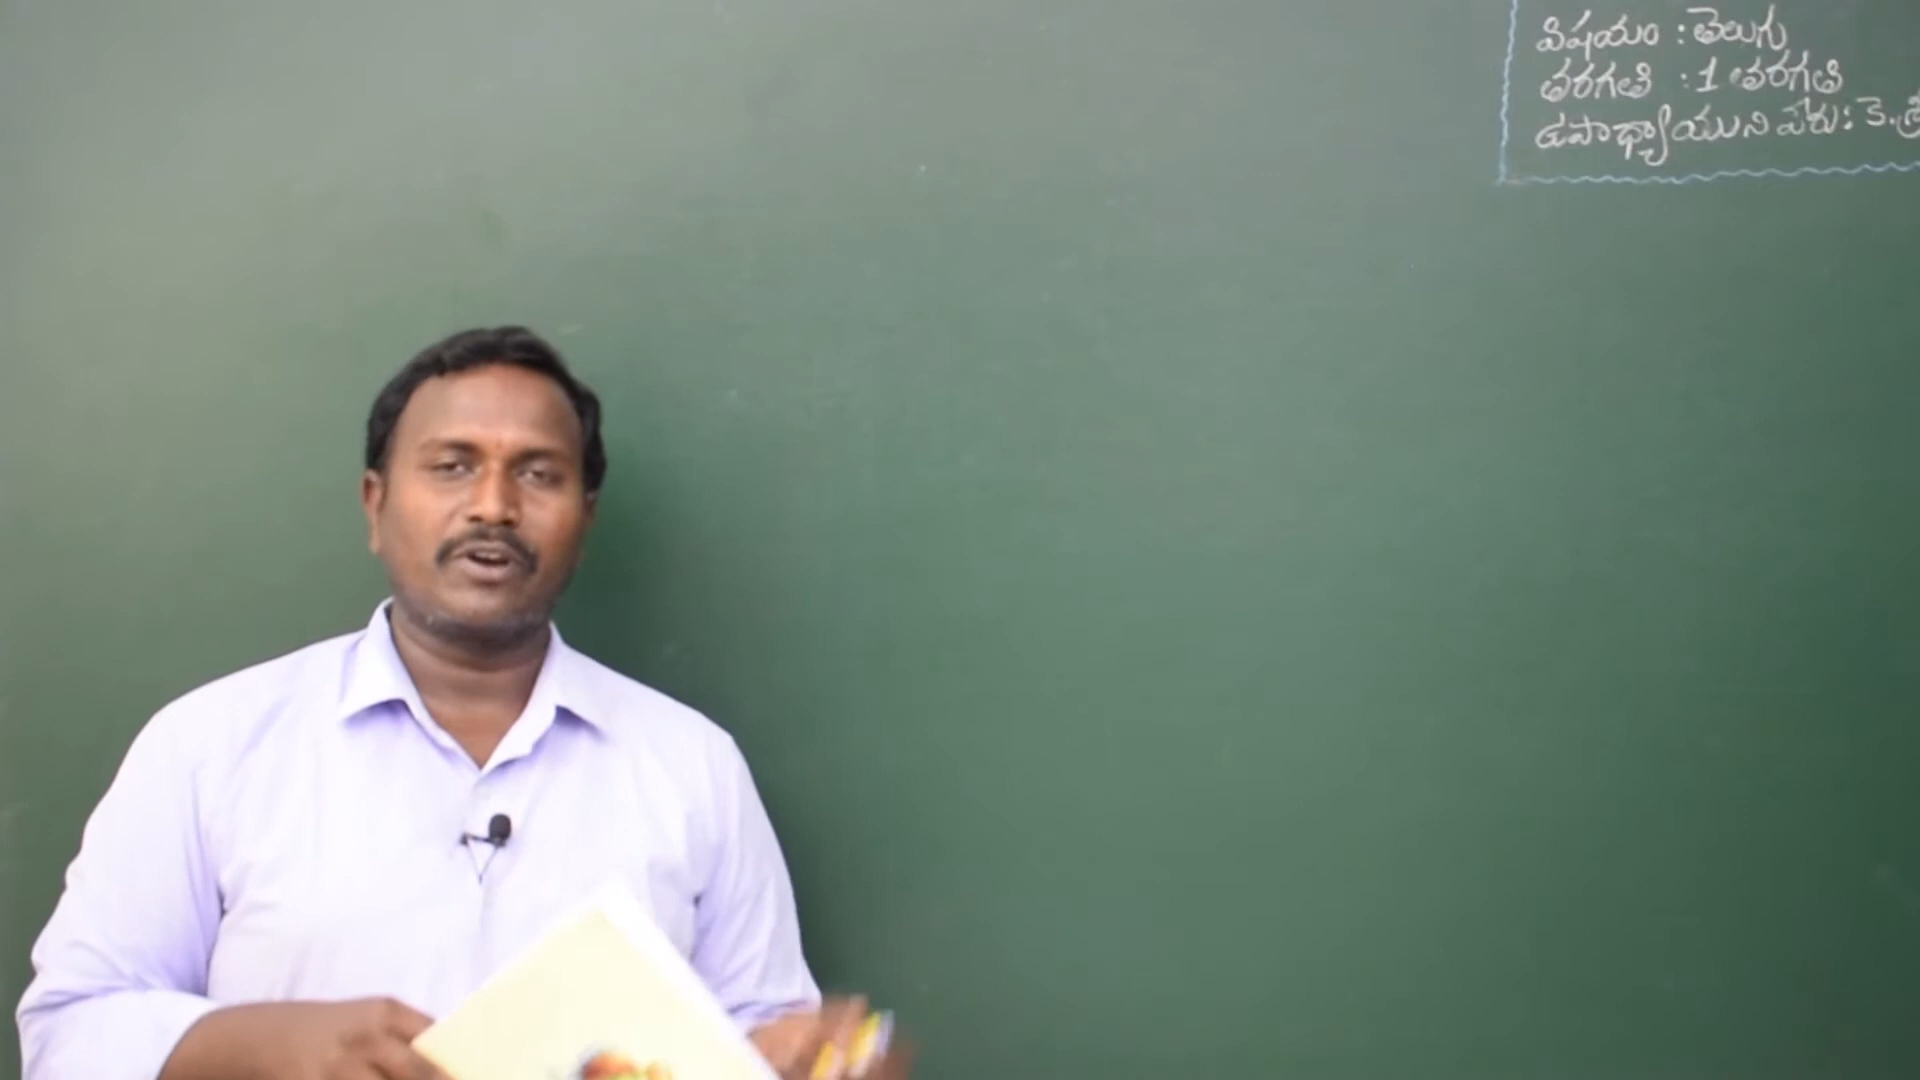 విషయం : తెలుగు
తరగతి : 1 తరగతి
ఉపాధ్యాయుని పేరు: కె.